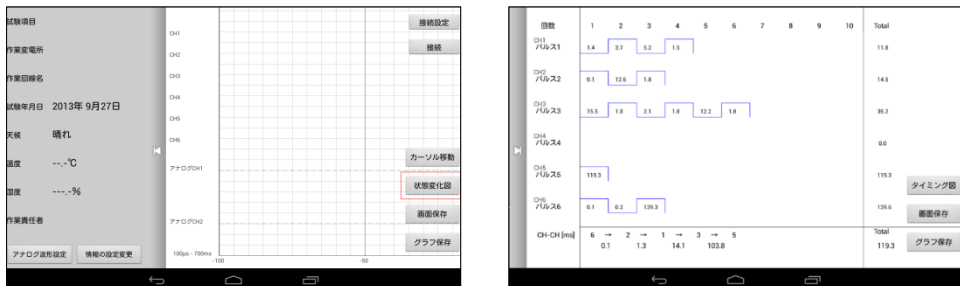 試験項目
作業変電所
作業回線名
試験年月日 2013年 9月27日
天候 晴れ
温度 --.-℃
湿度 ---.-%
作業責任者
アナログ波形設定 情報の設定変更
CH1
CH2
CH3
CH4
CH5
CH6
アナログCH1
アナログCH2
190μs - 790ms
-100 -50
接続設定
接続
カーソル移動
状態変化図
画面保存
グラフ保存
回数 1 2 3 4 5 6 7 8 9 10 Total
CH1
パルス1 1.4 3.7 5.2 1.5 11.8
CH2
パルス2 0.1 12.6 1.8 14.5
CH3
パルス3 15.5 1.8 2.1 1.8 12.2 1.8 35.2
CH4
パルス4 0.0
CH5
パルス5 119.3 119.3
CH6
パルス6 0.1 0.2 139.3 139.6
CH-CH [ms] 6 → 2 → 1 → 3 → 5 Total
0.1 1.3 14.1 103.8 119.3
タイミング図
画面保存
グラフ保存